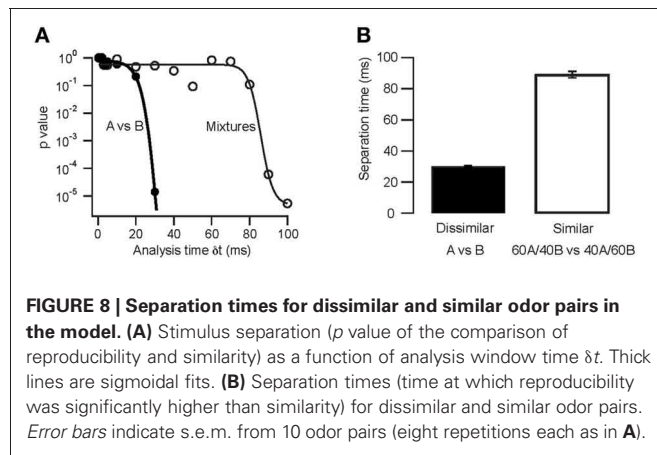 A
10⁰
10⁻¹
10⁻²
10⁻³
10⁻⁴
10⁻⁵
p value
A vs B
Mixtures
0 20 40 60 80 100
Analysis time δt (ms)
B
100
80
60
40
20
0
Separation time (ms)
Dissimilar Similar
A vs B 60A/40B vs 40A/60B
FIGURE 8 | Separation times for dissimilar and similar odor pairs in
the model. (A) Stimulus separation (p value of the comparison of
reproducibility and similarity) as a function of analysis window time δt. Thick
lines are sigmoidal fits. (B) Separation times (time at which reproducibility
was significantly higher than similarity) for dissimilar and similar odor pairs.
Error bars indicate s.e.m. from 10 odor pairs (eight repetitions each as in A).